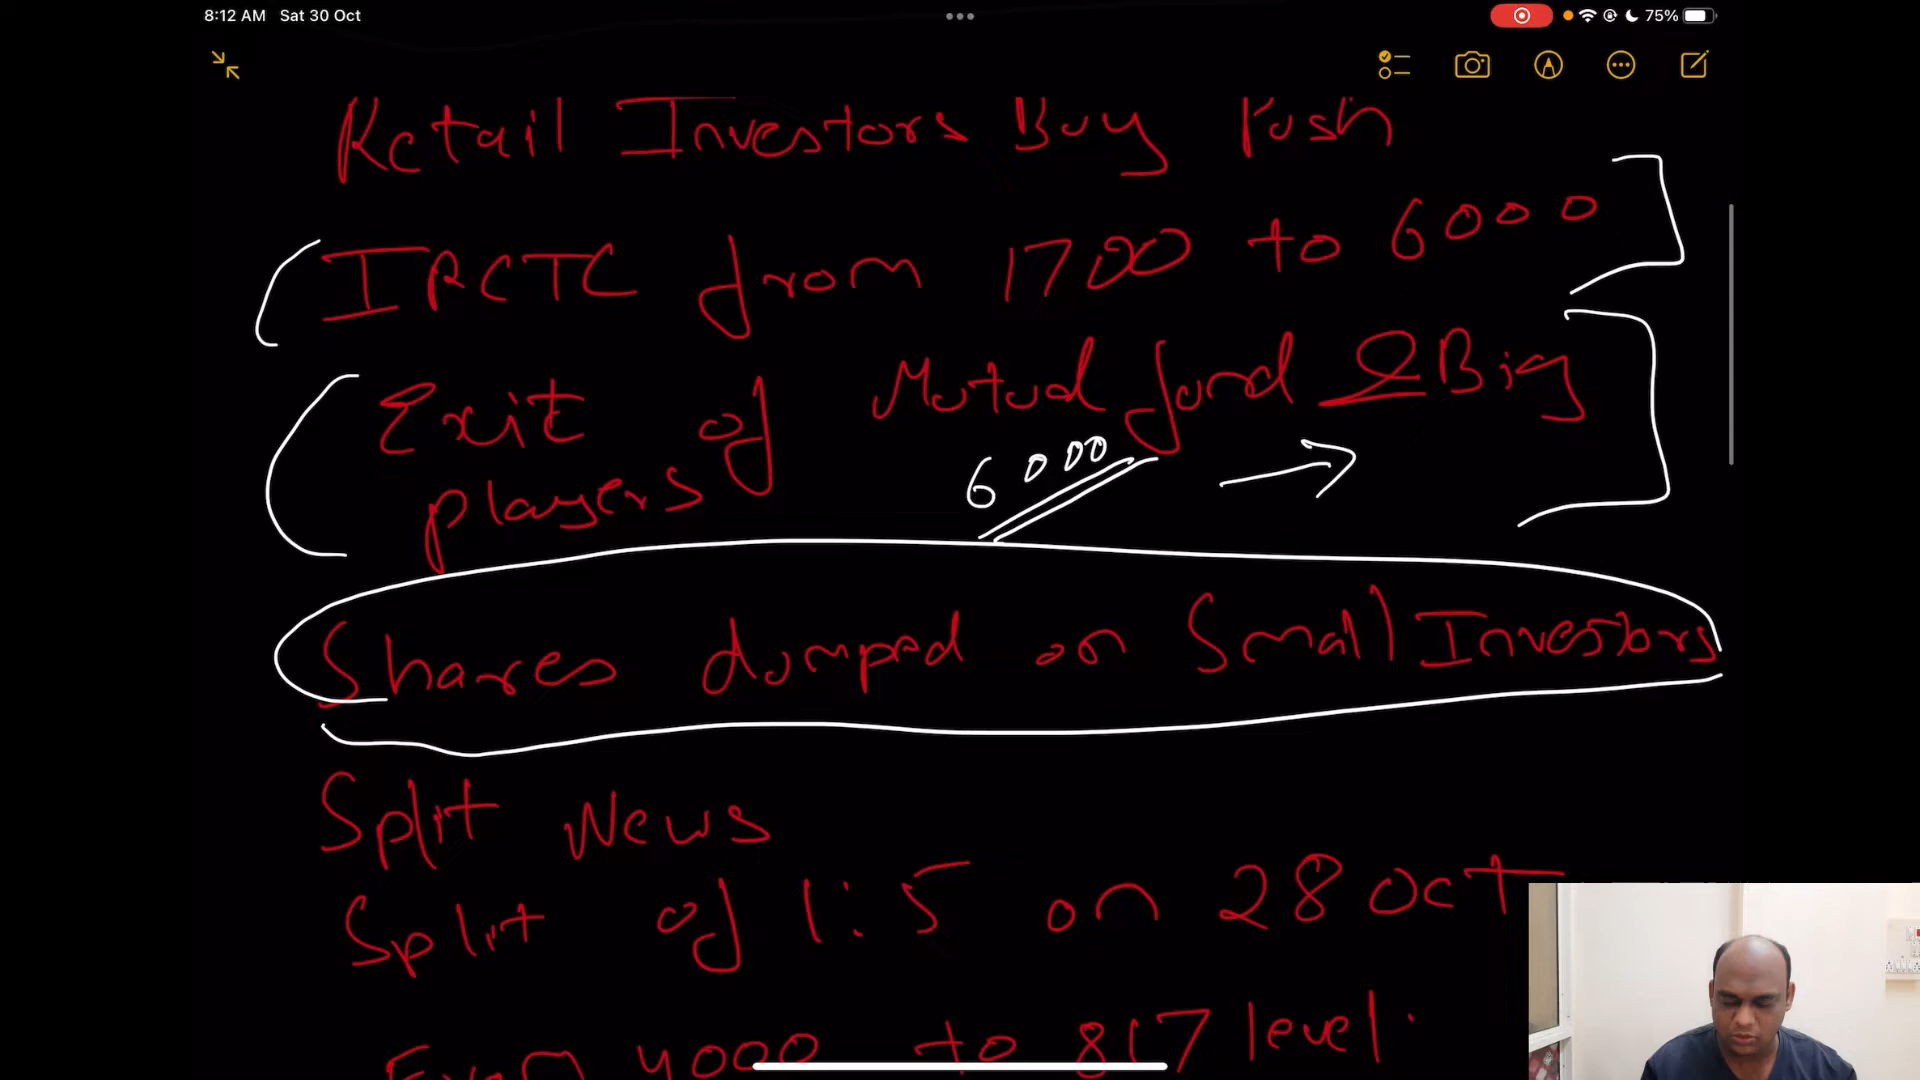 8:12 AM Sat 30 Oct
75%
Retail Investors Buy Push
IRCTC from 1700 to 6000
Exit of Mutual fund & Big
players
6000
Shares dumped on Small Investors
Split News
Split of 1:5 on 28 Oct
From 4000 to 817 level.